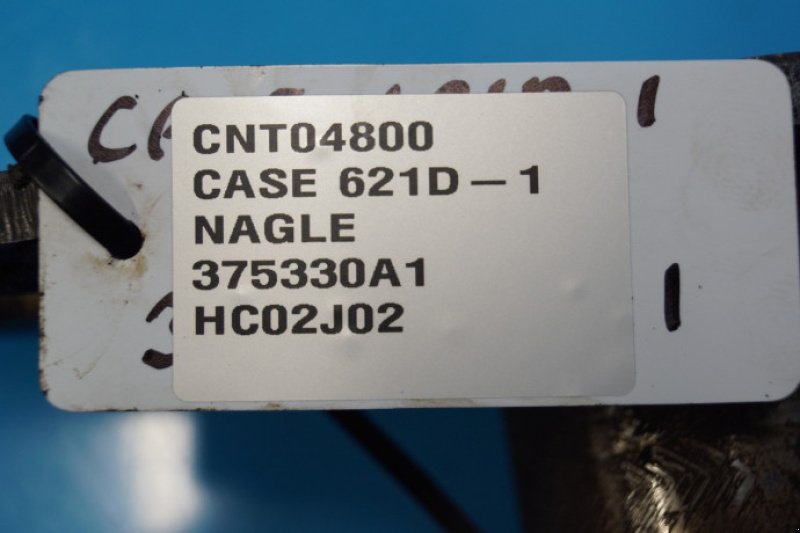 CNT04800
CASE 621D – 1
NAGLE
375330A1
HC02J02